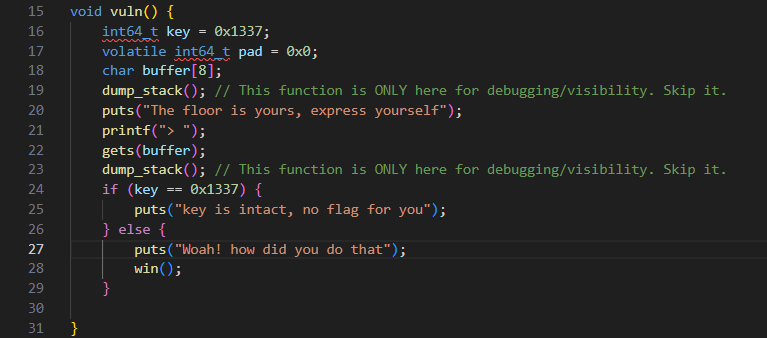 15 void vuln() {
16 int64_t key = 0x1337;
17 volatile int64_t pad = 0x0;
18 char buffer[8];
19 dump_stack(); // This function is ONLY here for debugging/visibility. Skip it.
20 puts("The floor is yours, express yourself");
21 printf("> ");
22 gets(buffer);
23 dump_stack(); // This function is ONLY here for debugging/visibility. Skip it.
24 if (key == 0x1337) {
25 puts("key is intact, no flag for you");
26 } else {
27 puts("Woah! how did you do that");
28 win();
29 }
30
31 }